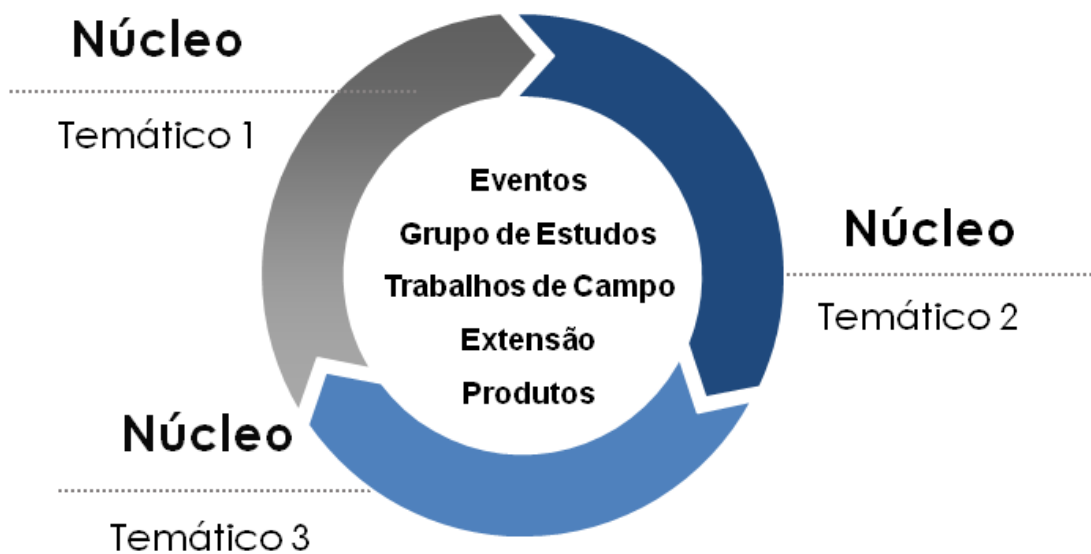 Núcleo
Temático 1
Eventos
Grupo de Estudos
Trabalhos de Campo
Extensão
Produtos
Núcleo
Temático 2
Núcleo
Temático 3